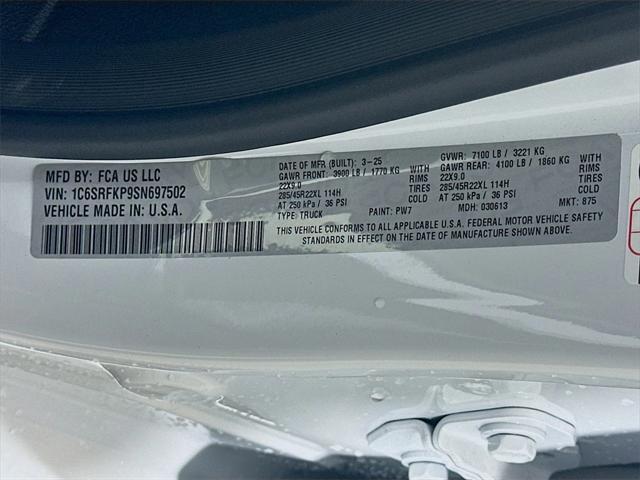 MFD BY: FCA US LLC
VIN: 1C6SRFKP9SN697502
VEHICLE MADE IN U.S.A.
DATE OF MFR (BUILT): 3-25 GVWR: 7100 LB / 3221 KG
GAWR FRONT: 3900 LB / 1770 KG WITH GAWR REAR: 4100 LB / 1860 KG WITH
22X9.0 RIMS 22X9.0 RIMS
285/45R22XL 114H TIRES 285/45R22XL 114H TIRES
AT 250 kPa / 36 PSI COLD AT 250 kPa / 36 PSI COLD
TYPE: TRUCK PAINT: PW7 MDH: 030613 MKT: 875
THIS VEHICLE CONFORMS TO ALL APPLICABLE U.S.A. FEDERAL MOTOR VEHICLE SAFETY
STANDARDS IN EFFECT ON THE DATE OF MANUFACTURE SHOWN ABOVE.